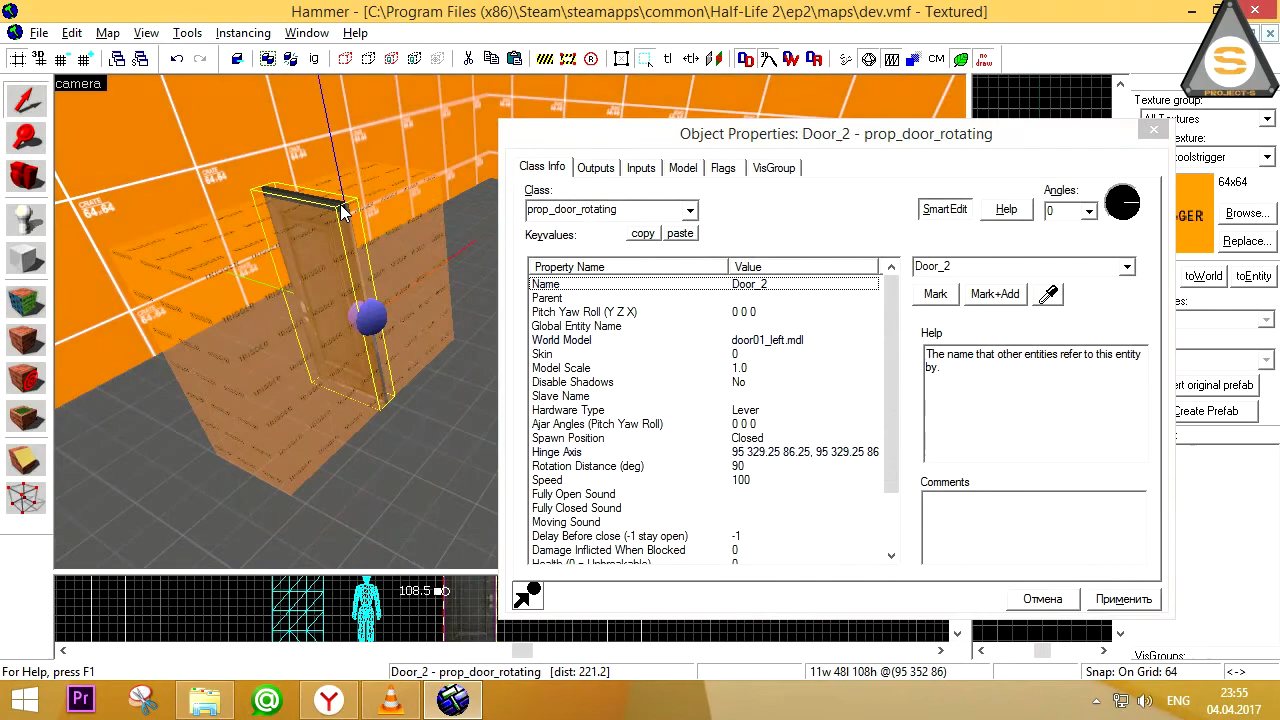 Hammer - [C:\Program Files (x86)\Steam\steamapps\common\Half-Life 2\ep2\maps\dev.vmf - Textured]
File Edit Map View Tools Instancing Window Help
camera
PROJECT-S
Texture group:
All Textures
toolstrigger
64x64
Browse...
Replace...
toWorld
toEntity
Create Prefab
VisGroups:
Object Properties: Door_2 - prop_door_rotating
Class Info Outputs Inputs Model Flags VisGroup
Class:
prop_door_rotating
SmartEdit
Help
Angles:
0
Keyvalues:
copy
paste
Property Name Value
Name Door_2
Parent
Pitch Yaw Roll (Y Z X) 0 0 0
Global Entity Name
World Model door01_left.mdl
Skin 0
Model Scale 1.0
Disable Shadows No
Slave Name
Hardware Type Lever
Ajar Angles (Pitch Yaw Roll) 0 0 0
Spawn Position Closed
Hinge Axis 95 329.25 86.25, 95 329.25 86
Rotation Distance (deg) 90
Speed 100
Fully Open Sound
Fully Closed Sound
Moving Sound
Delay Before close (-1 stay open) -1
Damage Inflicted When Blocked 0
Health (0 = Unbreakable) 0
Door_2
Mark
Mark+Add
Help
The name that other entities refer to this entity
by.
Comments
Отмена
Применить
108.5
For Help, press F1
Door_2 - prop_door_rotating [dist: 221.2]
11w 48l 108h @(95 352 86)
Snap: On Grid: 64
<->
Pr
ENG
23:55
04.04.2017